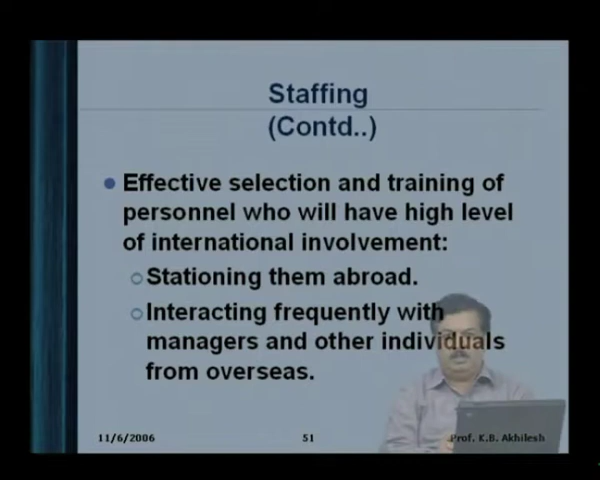 Staffing
(Contd..)
Effective selection and training of
personnel who will have high level
of international involvement:
Stationing them abroad.
Interacting frequently with
managers and other individuals
from overseas.
11/6/2006 51 Prof. K.B. Akhilesh